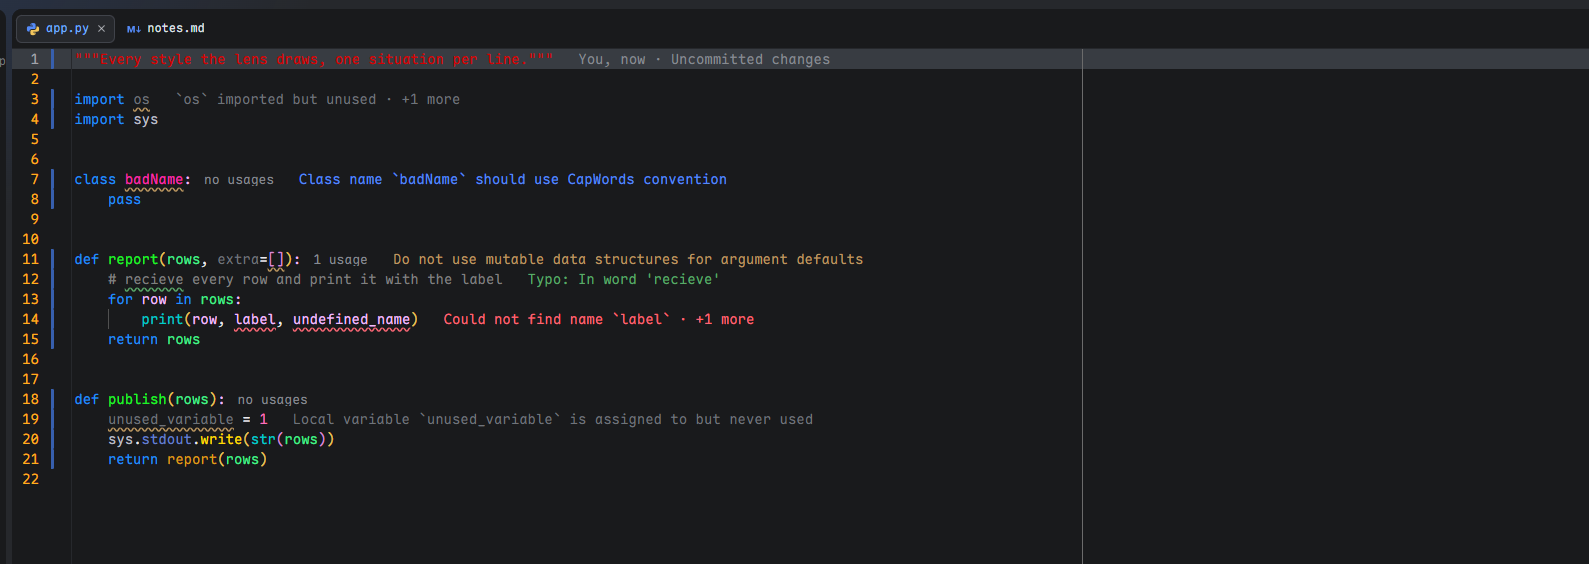 app.py × M↓ notes.md
p
1 """Every style the lens draws, one situation per line.""" You, now · Uncommitted changes
2
3 import os `os` imported but unused · +1 more
4 import sys
5
6
7 class badName: no usages Class name `badName` should use CapWords convention
8 pass
9
10
11 def report(rows, extra=[]): 1 usage Do not use mutable data structures for argument defaults
12 # recieve every row and print it with the label Typo: In word 'recieve'
13 for row in rows:
14 print(row, label, undefined_name) Could not find name `label` · +1 more
15 return rows
16
17
18 def publish(rows): no usages
19 unused_variable = 1 Local variable `unused_variable` is assigned to but never used
20 sys.stdout.write(str(rows))
21 return report(rows)
22